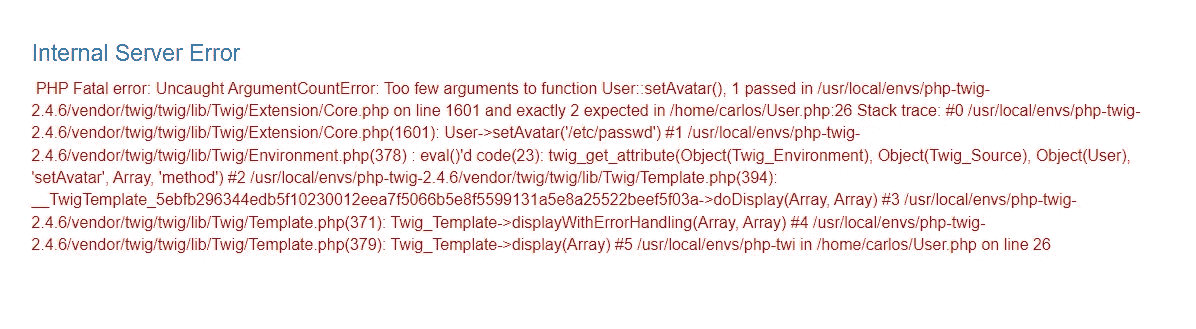 Internal Server Error
PHP Fatal error: Uncaught ArgumentCountError: Too few arguments to function User::setAvatar(), 1 passed in /usr/local/envs/php-twig-
2.4.6/vendor/twig/twig/lib/Twig/Extension/Core.php on line 1601 and exactly 2 expected in /home/carlos/User.php:26 Stack trace: #0 /usr/local/envs/php-twig-
2.4.6/vendor/twig/twig/lib/Twig/Extension/Core.php(1601): User->setAvatar('/etc/passwd') #1 /usr/local/envs/php-twig-
2.4.6/vendor/twig/twig/lib/Twig/Environment.php(378) : eval()'d code(23): twig_get_attribute(Object(Twig_Environment), Object(Twig_Source), Object(User),
'setAvatar', Array, 'method') #2 /usr/local/envs/php-twig-2.4.6/vendor/twig/twig/lib/Twig/Template.php(394):
__TwigTemplate_5ebfb296344edb5f10230012eea7f5066b5e8f5599131a5e8a25522beef5f03a->doDisplay(Array, Array) #3 /usr/local/envs/php-twig-
2.4.6/vendor/twig/twig/lib/Twig/Template.php(371): Twig_Template->displayWithErrorHandling(Array, Array) #4 /usr/local/envs/php-twig-
2.4.6/vendor/twig/twig/lib/Twig/Template.php(379): Twig_Template->display(Array) #5 /usr/local/envs/php-twi in /home/carlos/User.php on line 26